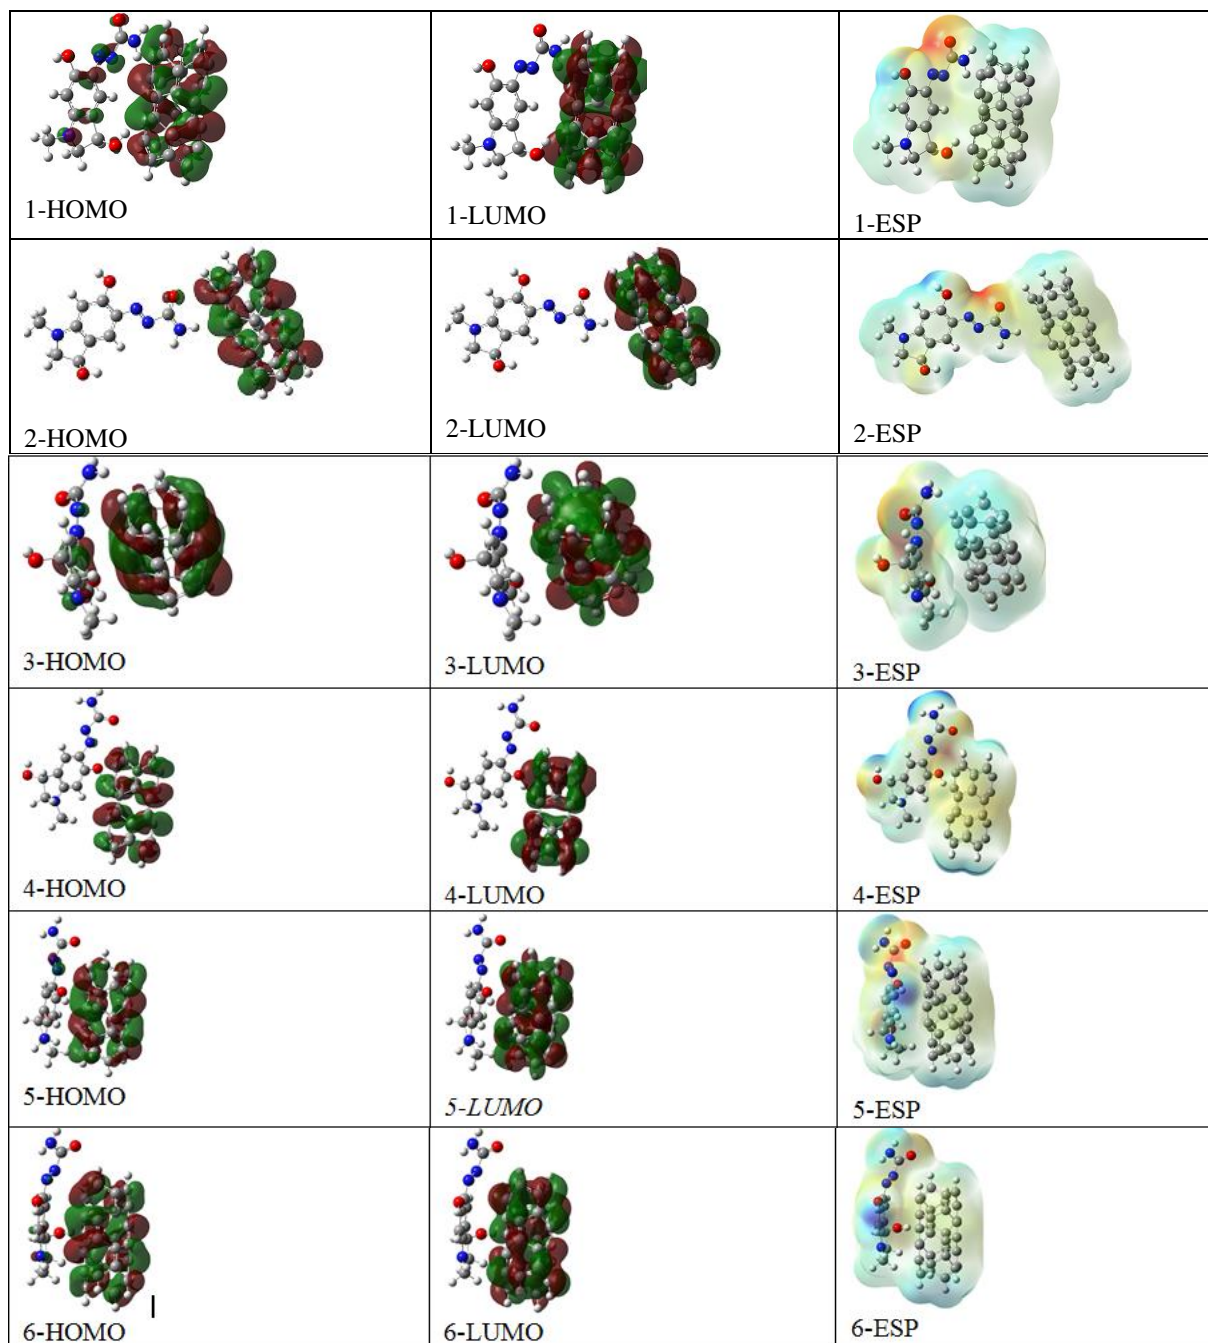 1-HOMO
1-LUMO
1-ESP
2-HOMO
2-LUMO
2-ESP
3-HOMO
3-LUMO
3-ESP
4-HOMO
4-LUMO
4-ESP
5-HOMO
5-LUMO
5-ESP
6-HOMO
6-LUMO
6-ESP